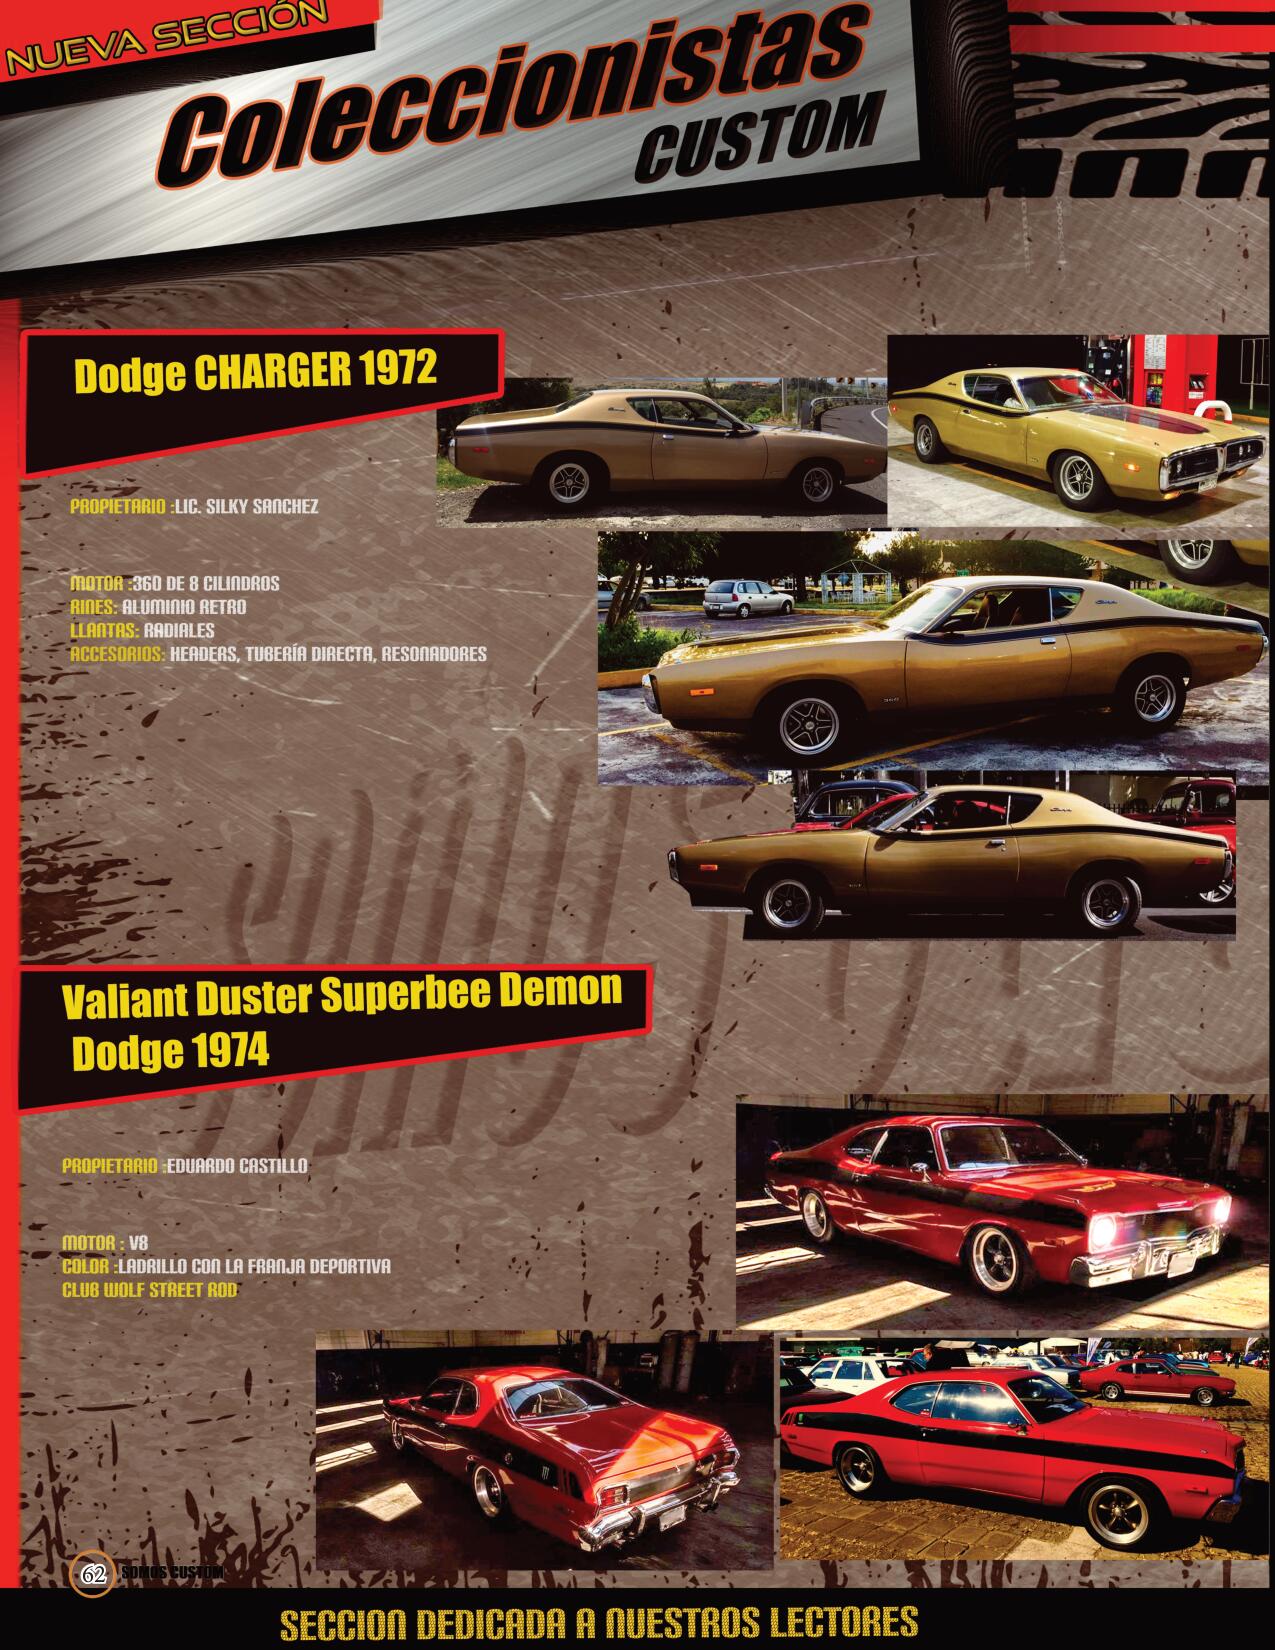 NUEVA SECCIÓN
Coleccionistas
CUSTOM
Dodge CHARGER 1972
PROPIETARIO :LIC. SILKY SANCHEZ
MOTOR :360 DE 8 CILINDROS
RINES: ALUMINIO RETRO
LLANTAS: RADIALES
ACCESORIOS: HEADERS, TUBERÍA DIRECTA, RESONADORES
Valiant Duster Superbee Demon
Dodge 1974
PROPIETARIO :EDUARDO CASTILLO
MOTOR : V8
COLOR :LADRILLO CON LA FRANJA DEPORTIVA
CLUB WOLF STREET ROD
62 SOMOS CUSTOM
SECCION DEDICADA A NUESTROS LECTORES